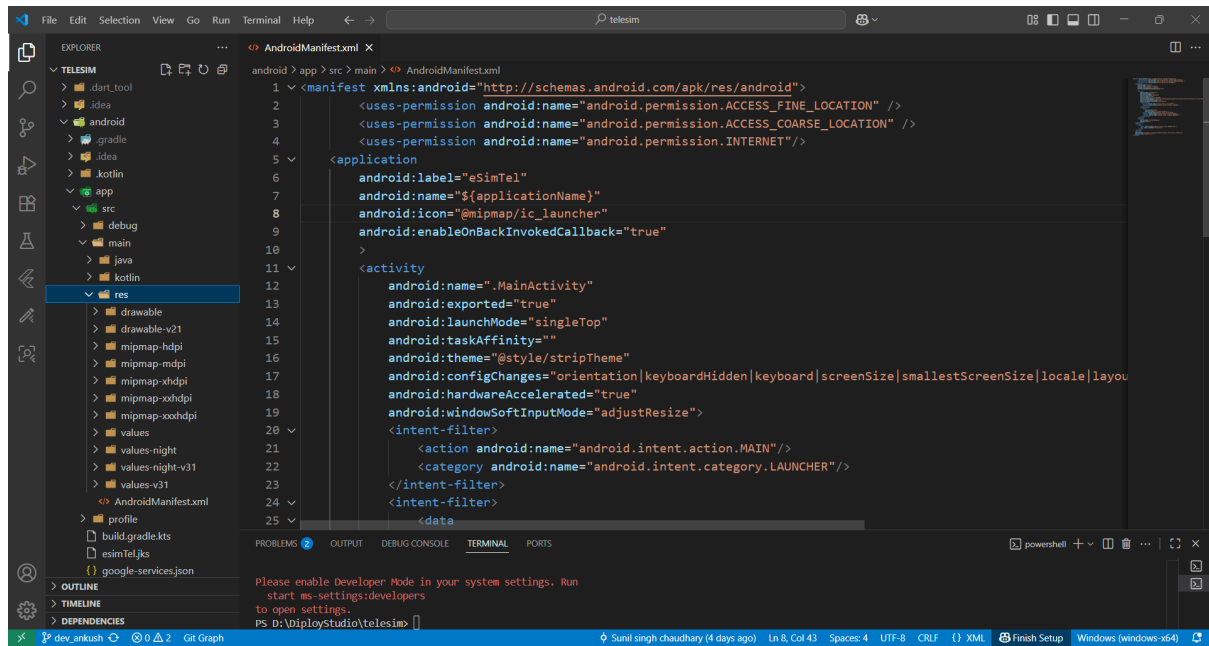 File Edit Selection View Go Run Terminal Help
telesim
EXPLORER
TELESIM
.dart_tool
.idea
android
.gradle
.idea
.kotlin
app
src
debug
main
java
kotlin
res
drawable
drawable-v21
mipmap-hdpi
mipmap-mdpi
mipmap-xhdpi
mipmap-xxhdpi
mipmap-xxxhdpi
values
values-night
values-night-v31
values-v31
AndroidManifest.xml
profile
build.gradle.kts
esimTel.jks
google-services.json
OUTLINE
TIMELINE
DEPENDENCIES
AndroidManifest.xml
android > app > src > main > AndroidManifest.xml
1 <manifest xmlns:android="http://schemas.android.com/apk/res/android">
2 <uses-permission android:name="android.permission.ACCESS_FINE_LOCATION" />
3 <uses-permission android:name="android.permission.ACCESS_COARSE_LOCATION" />
4 <uses-permission android:name="android.permission.INTERNET"/>
5 <application
6 android:label="eSimTel"
7 android:name="${applicationName}"
8 android:icon="@mipmap/ic_launcher"
9 android:enableOnBackInvokedCallback="true"
10 >
11 <activity
12 android:name=".MainActivity"
13 android:exported="true"
14 android:launchMode="singleTop"
15 android:taskAffinity=""
16 android:theme="@style/stripTheme"
17 android:configChanges="orientation|keyboardHidden|keyboard|screenSize|smallestScreenSize|locale|layou
18 android:hardwareAccelerated="true"
19 android:windowSoftInputMode="adjustResize">
20 <intent-filter>
21 <action android:name="android.intent.action.MAIN"/>
22 <category android:name="android.intent.category.LAUNCHER"/>
23 </intent-filter>
24 <intent-filter>
25 <data
PROBLEMS 2 OUTPUT DEBUG CONSOLE TERMINAL PORTS
powershell
Please enable Developer Mode in your system settings. Run
start ms-settings:developers
to open settings.
PS D:\DiployStudio\telesim>
dev_ankush 0 2 Git Graph
Sunil singh chaudhary (4 days ago) Ln 8, Col 43 Spaces: 4 UTF-8 CRLF {} XML Finish Setup Windows (windows-x64)